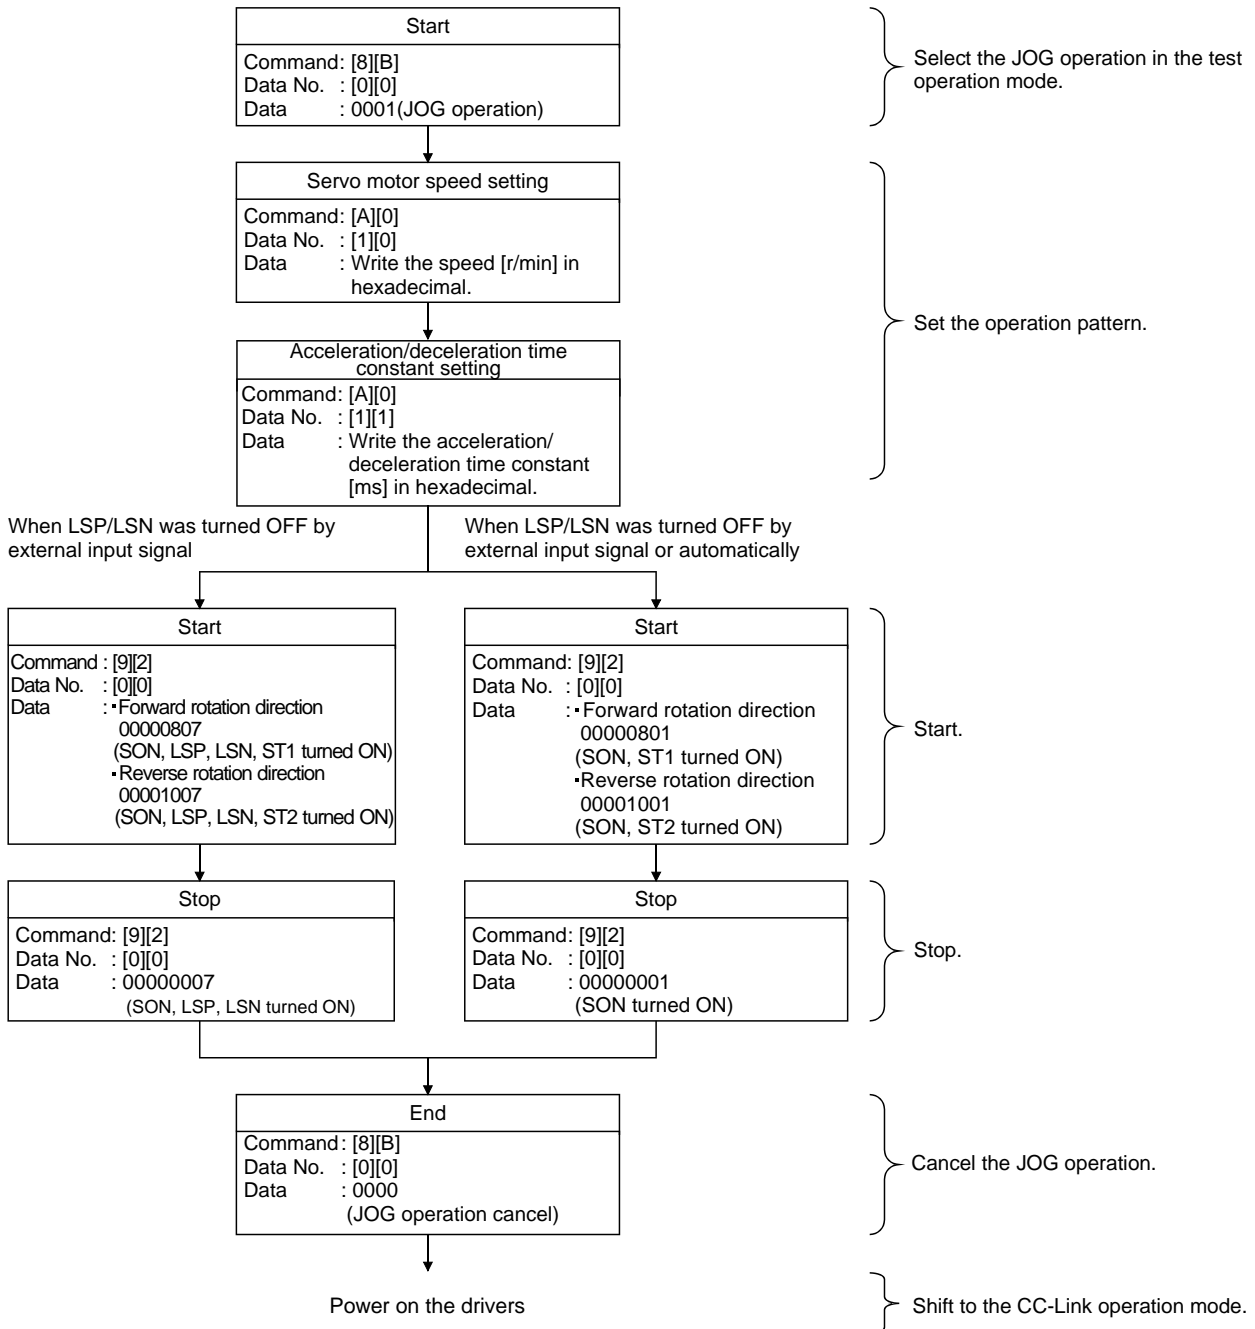 Start
Command: [8][B]
Data No. : [0][0]
Data : 0001(JOG operation)
Select the JOG operation in the test
operation mode.
Servo motor speed setting
Command: [A][0]
Data No. : [1][0]
Data : Write the speed [r/min] in
hexadecimal.
Acceleration/deceleration time
constant setting
Command: [A][0]
Data No. : [1][1]
Data : Write the acceleration/
deceleration time constant
[ms] in hexadecimal.
Set the operation pattern.
When LSP/LSN was turned OFF by
external input signal
When LSP/LSN was turned OFF by
external input signal or automatically
Start
Command : [9][2]
Data No. : [0][0]
Data : ▪Forward rotation direction
00000807
(SON, LSP, LSN, ST1 turned ON)
▪Reverse rotation direction
00001007
(SON, LSP, LSN, ST2 turned ON)
Start
Command: [9][2]
Data No. : [0][0]
Data : ▪Forward rotation direction
00000801
(SON, ST1 turned ON)
▪Reverse rotation direction
00001001
(SON, ST2 turned ON)
Start.
Stop
Command: [9][2]
Data No. : [0][0]
Data : 00000007
(SON, LSP, LSN turned ON)
Stop
Command: [9][2]
Data No. : [0][0]
Data : 00000001
(SON turned ON)
Stop.
End
Command: [8][B]
Data No. : [0][0]
Data : 0000
(JOG operation cancel)
Cancel the JOG operation.
Power on the drivers
Shift to the CC-Link operation mode.